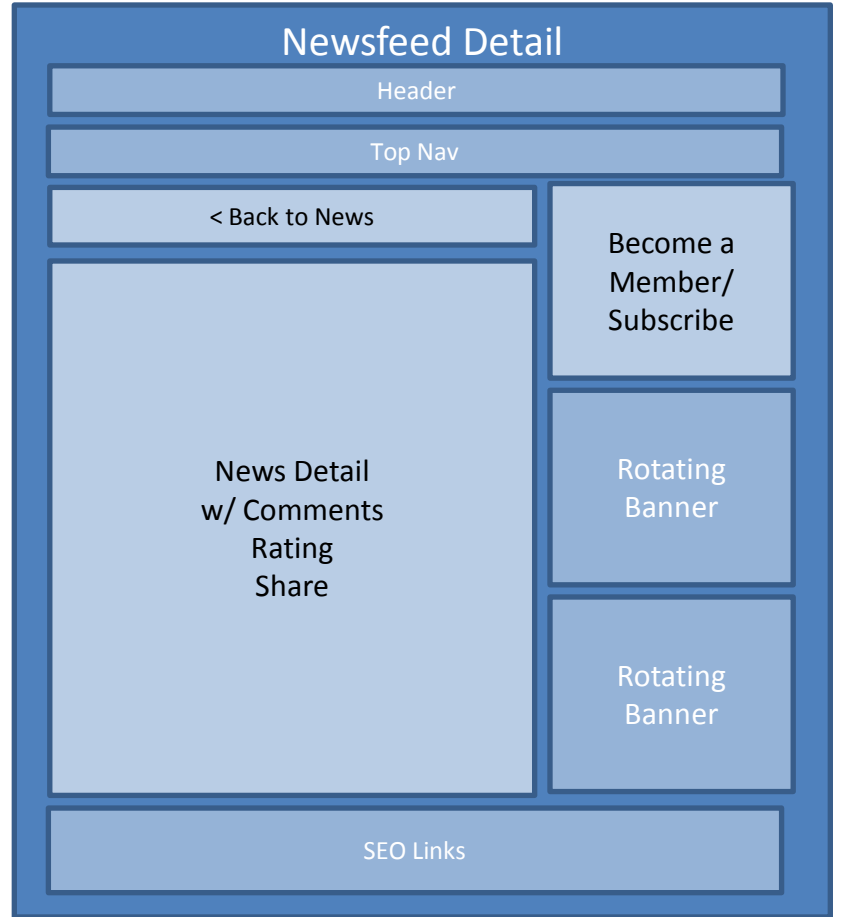 Newsfeed Detail
Header
Top Nav
< Back to News
Become a
Member/
Subscribe
News Detail
w/ Comments
Rating
Share
Rotating
Banner
Rotating
Banner
SEO Links